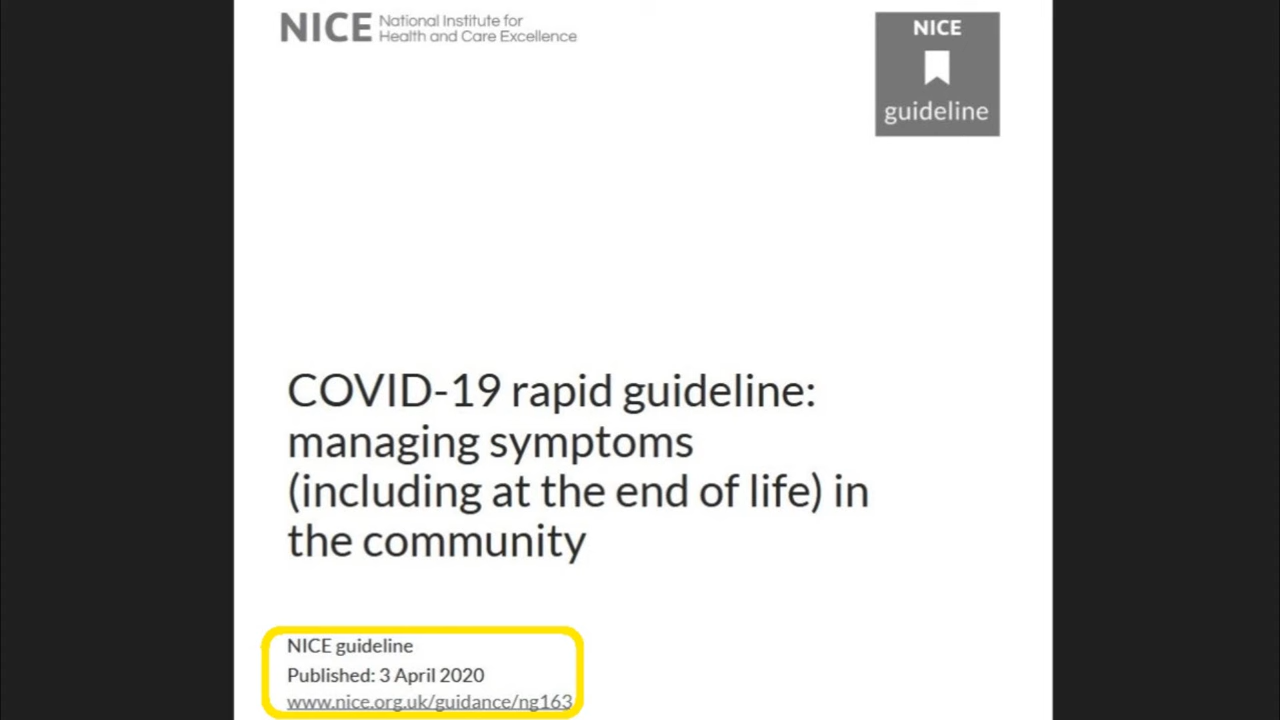 NICE National Institute for
Health and Care Excellence
NICE
guideline
COVID-19 rapid guideline:
managing symptoms
(including at the end of life) in
the community
NICE guideline
Published: 3 April 2020
www.nice.org.uk/guidance/ng163